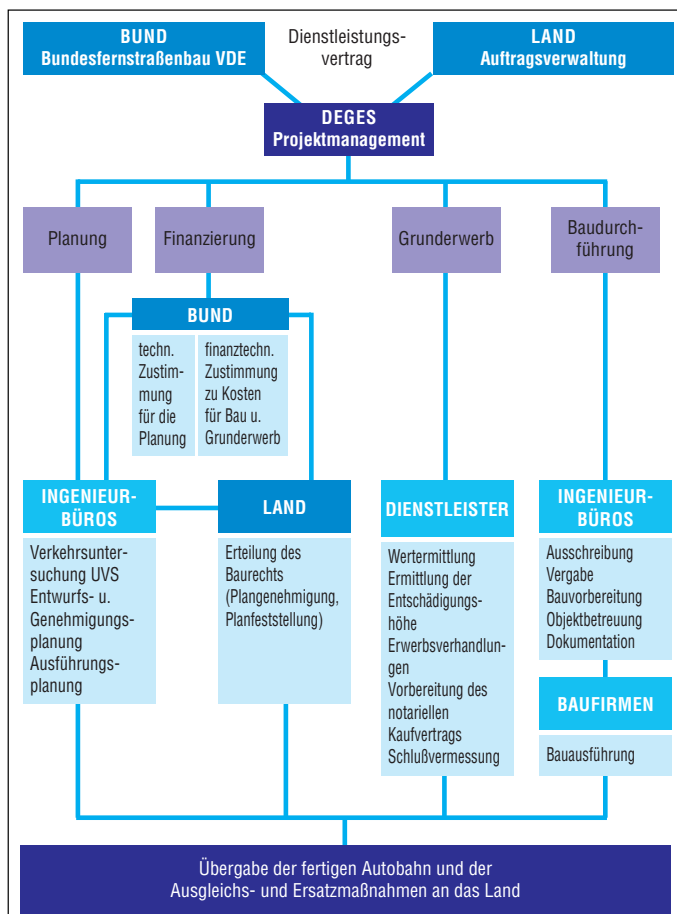 BUND
Bundesfernstraßenbau VDE
Dienstleistungs-
vertrag
LAND
Auftragsverwaltung
DEGES
Projektmanagement
Planung
Finanzierung
Grunderwerb
Baudurch-
führung
BUND
techn.
Zustim-
mung
für die
Planung
finanztechn.
Zustimmung
zu Kosten
für Bau u.
Grunderwerb
INGENIEUR-
BÜROS
Verkehrsunter-
suchung UVS
Entwurfs- u.
Genehmigungs-
planung
Ausführungs-
planung
LAND
Erteilung des
Baurechts
(Plangenehmigung,
Planfeststellung)
DIENSTLEISTER
Wertermittlung
Ermittlung der
Entschädigungs-
höhe
Erwerbsverhandlun-
gen
Vorbereitung des
notariellen
Kaufvertrags
Schlußvermessung
INGENIEUR-
BÜROS
Ausschreibung
Vergabe
Bauvorbereitung
Objektbetreuung
Dokumentation
BAUFIRMEN
Bauausführung
Übergabe der fertigen Autobahn und der
Ausgleichs- und Ersatzmaßnahmen an das Land